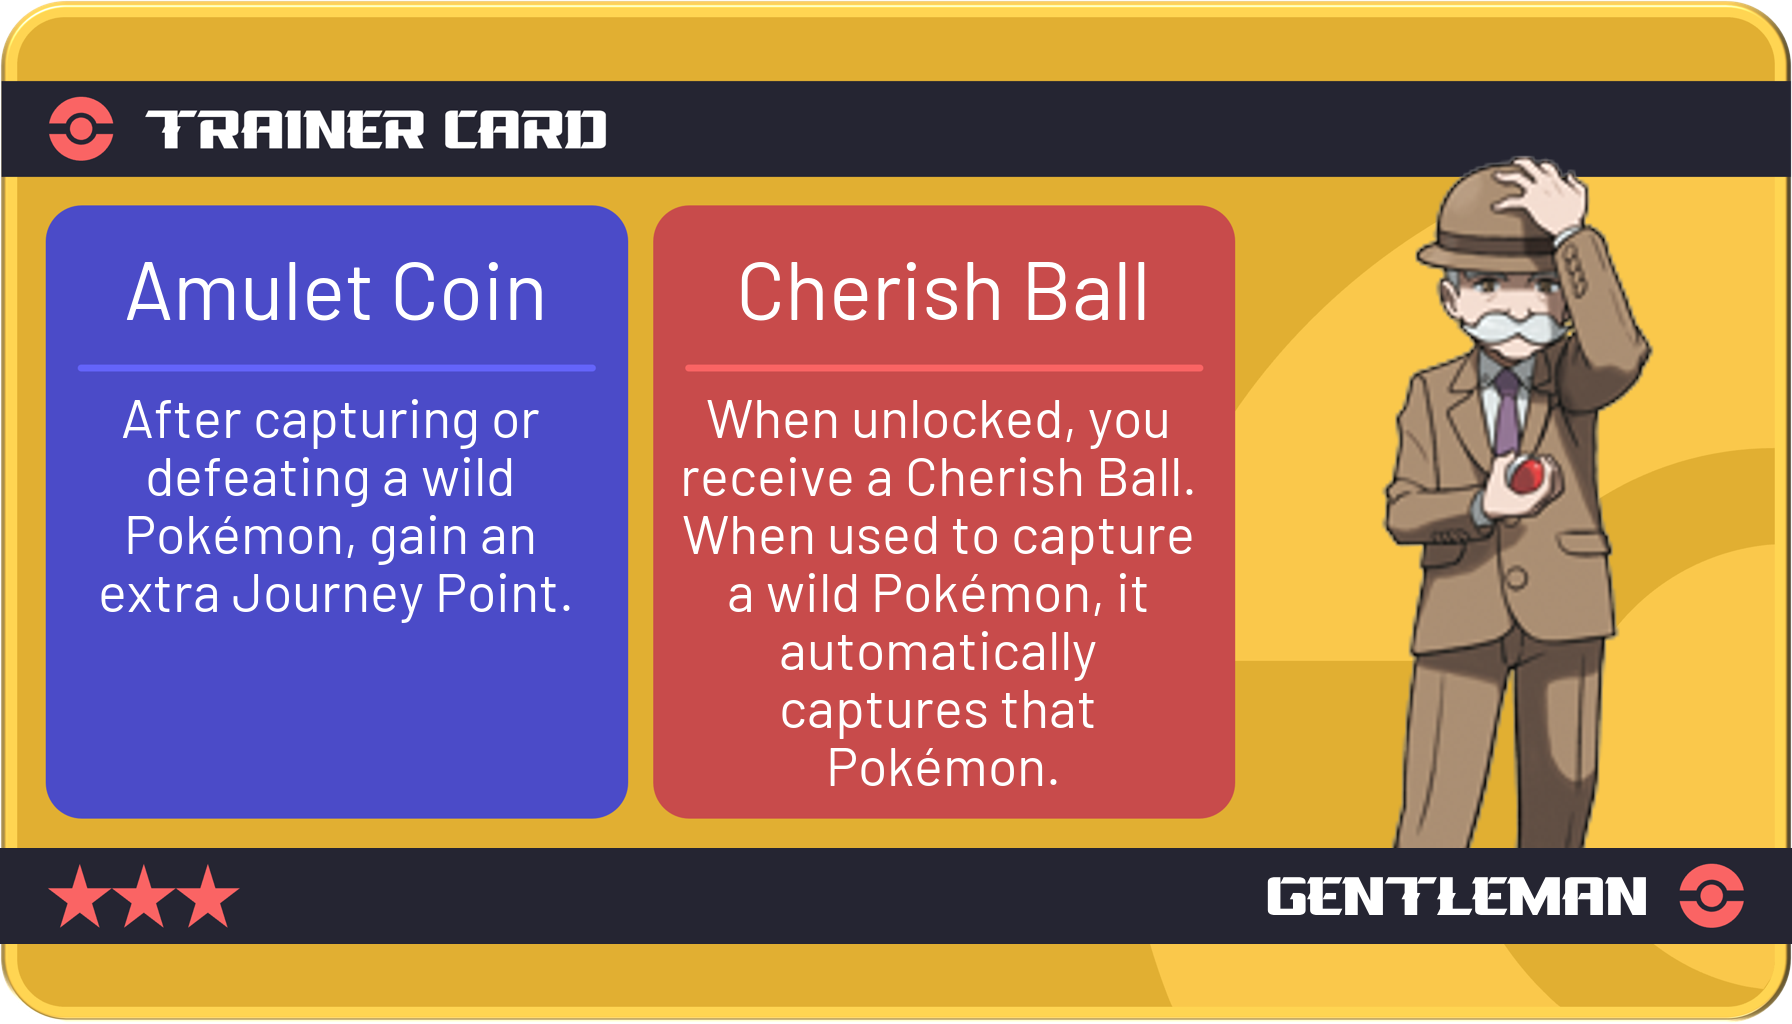 TRAINER CARD
Amulet Coin
After capturing or
defeating a wild
Pokémon, gain an
extra Journey Point.
Cherish Ball
When unlocked, you
receive a Cherish Ball.
When used to capture
a wild Pokémon, it
automatically
captures that
Pokémon.
GENTLEMAN